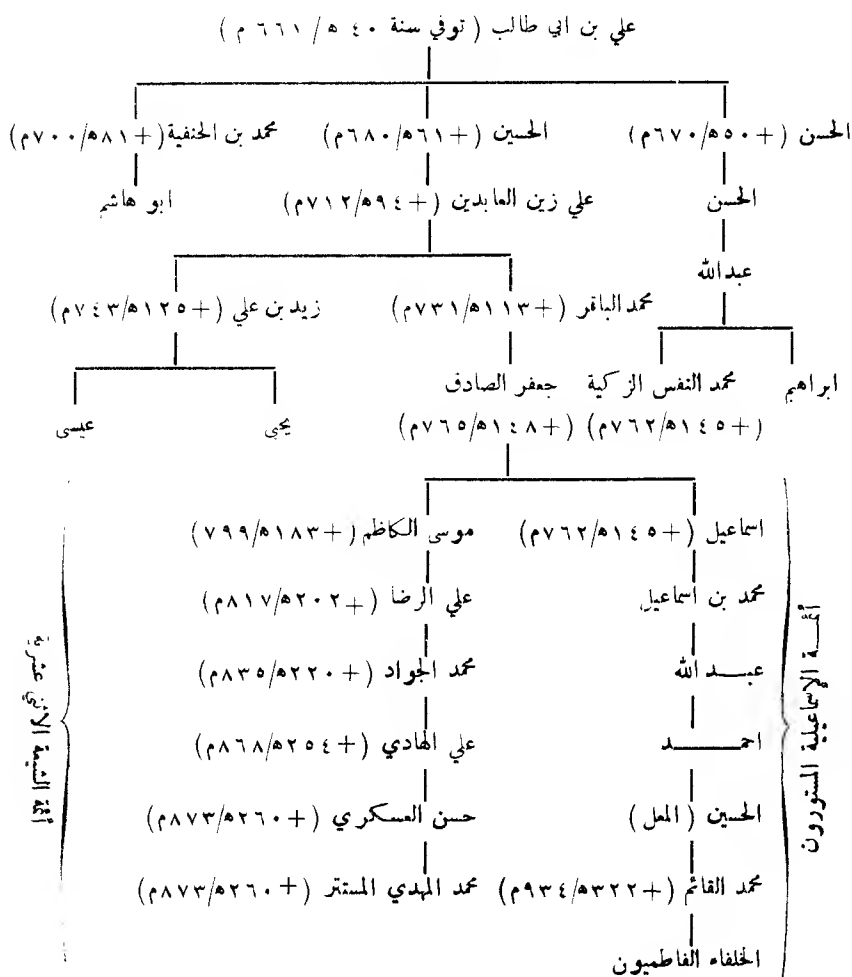 علي بن ابي طالب ( توفي سنة ٤٠ ه / ٦٦١ م )
الحسن (+ ٥٠ه/٦٧٠م) الحسين (+ ٦١ه/٦٨٠م) محمد بن الحنفية (+ ٨١ه/٧٠٠م)
الحسن علي زين العابدين (+ ٩٤ه/٧١٢م) ابو هاشم
عبدالله
محمد الباقر (+ ١١٣ه/٧٣١م) زيد بن علي (+ ١٢٥ه/٧٤٣م)
ابراهيم محمد النفس الزكية جعفر الصادق
يحيى عيسى
(+ ١٤٥ه/٧٦٢م) (+ ١٤٨ه/٧٦٥م)
اسماعيل (+ ١٤٥ه/٧٦٢م) موسى الكاظم (+ ١٨٣ه/٧٩٩)
محمد بن اسماعيل علي الرضا (+ ٢٠٢ه/٨١٧م)
عبد الله محمد الجواد (+ ٢٢٠ه/٨٣٥م)
احمد علي الهادي (+ ٢٥٤ه/٨٦٨م)
الحسين ( المعل ) حسن العسكري (+ ٢٦٠ه/٨٧٣م)
محمد القائم (+ ٣٢٢ه/٩٣٤م) محمد المهدي المستتر (+ ٢٦٠ه/٨٧٣م)
الخلفاء الفاطميون
أئمة الإسماعيلية المستورون
أئمة الشيعة الاثني عشرية